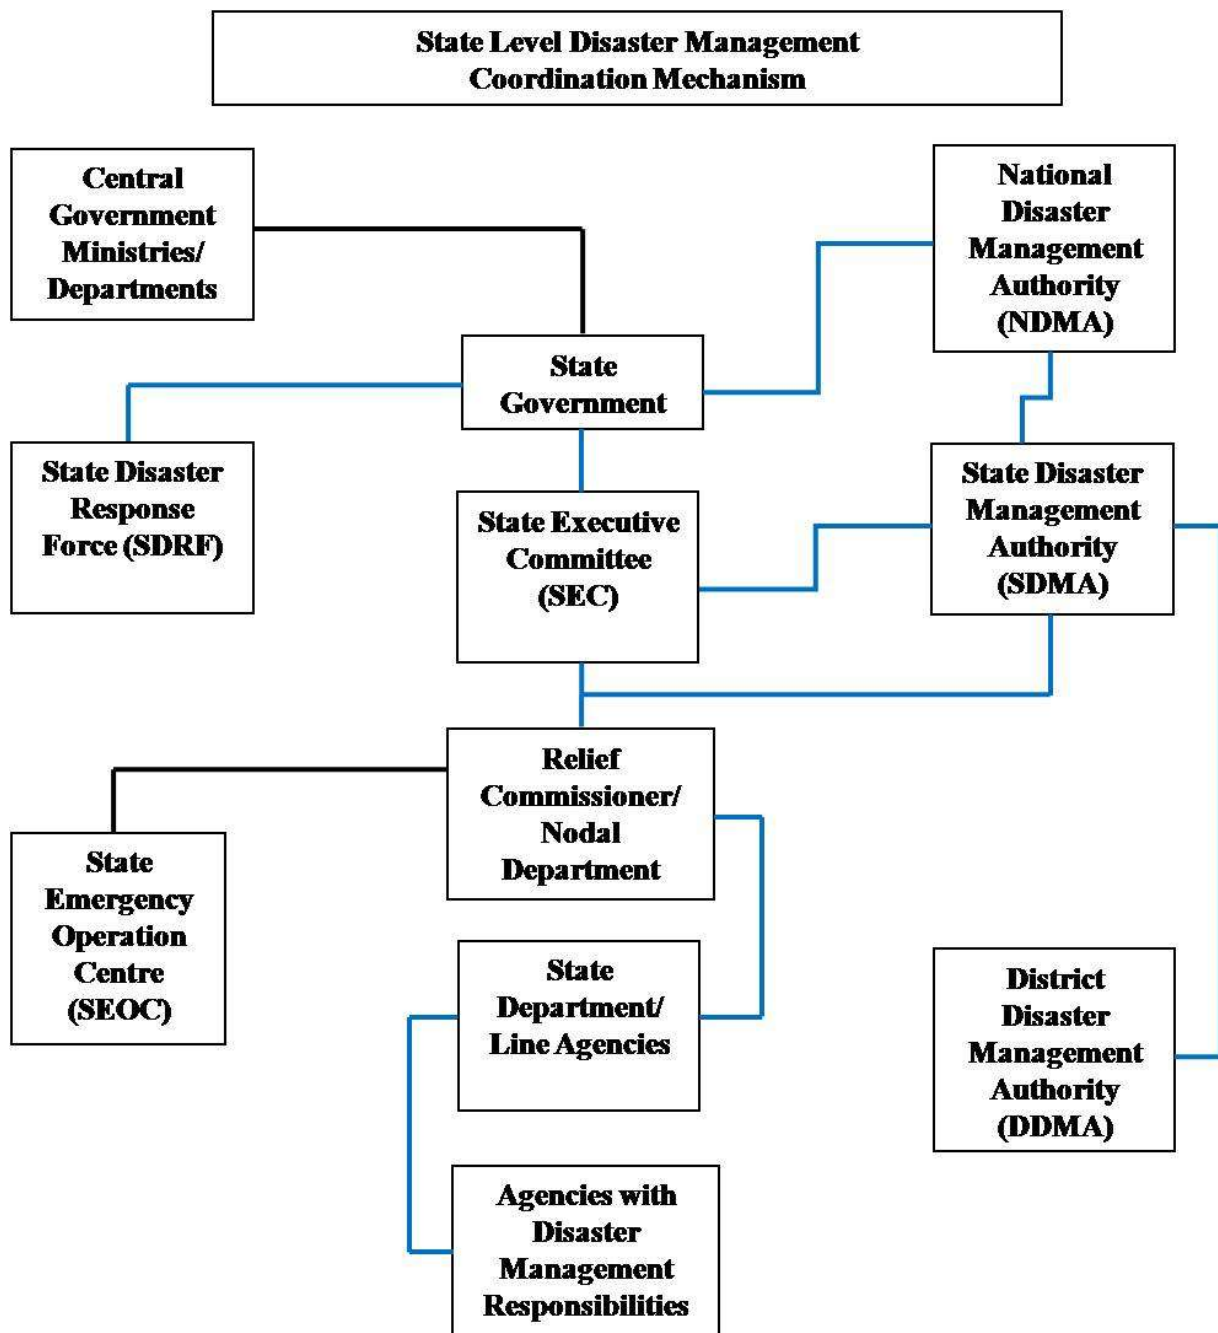 State Level Disaster Management
Coordination Mechanism
Central
Government
Ministries/
Departments
National
Disaster
Management
Authority
(NDMA)
State
Government
State Disaster
Response
Force (SDRF)
State Executive
Committee
(SEC)
State Disaster
Management
Authority
(SDMA)
Relief
Commissioner/
Nodal
Department
State
Emergency
Operation
Centre
(SEOC)
State
Department/
Line Agencies
District
Disaster
Management
Authority
(DDMA)
Agencies with
Disaster
Management
Responsibilities